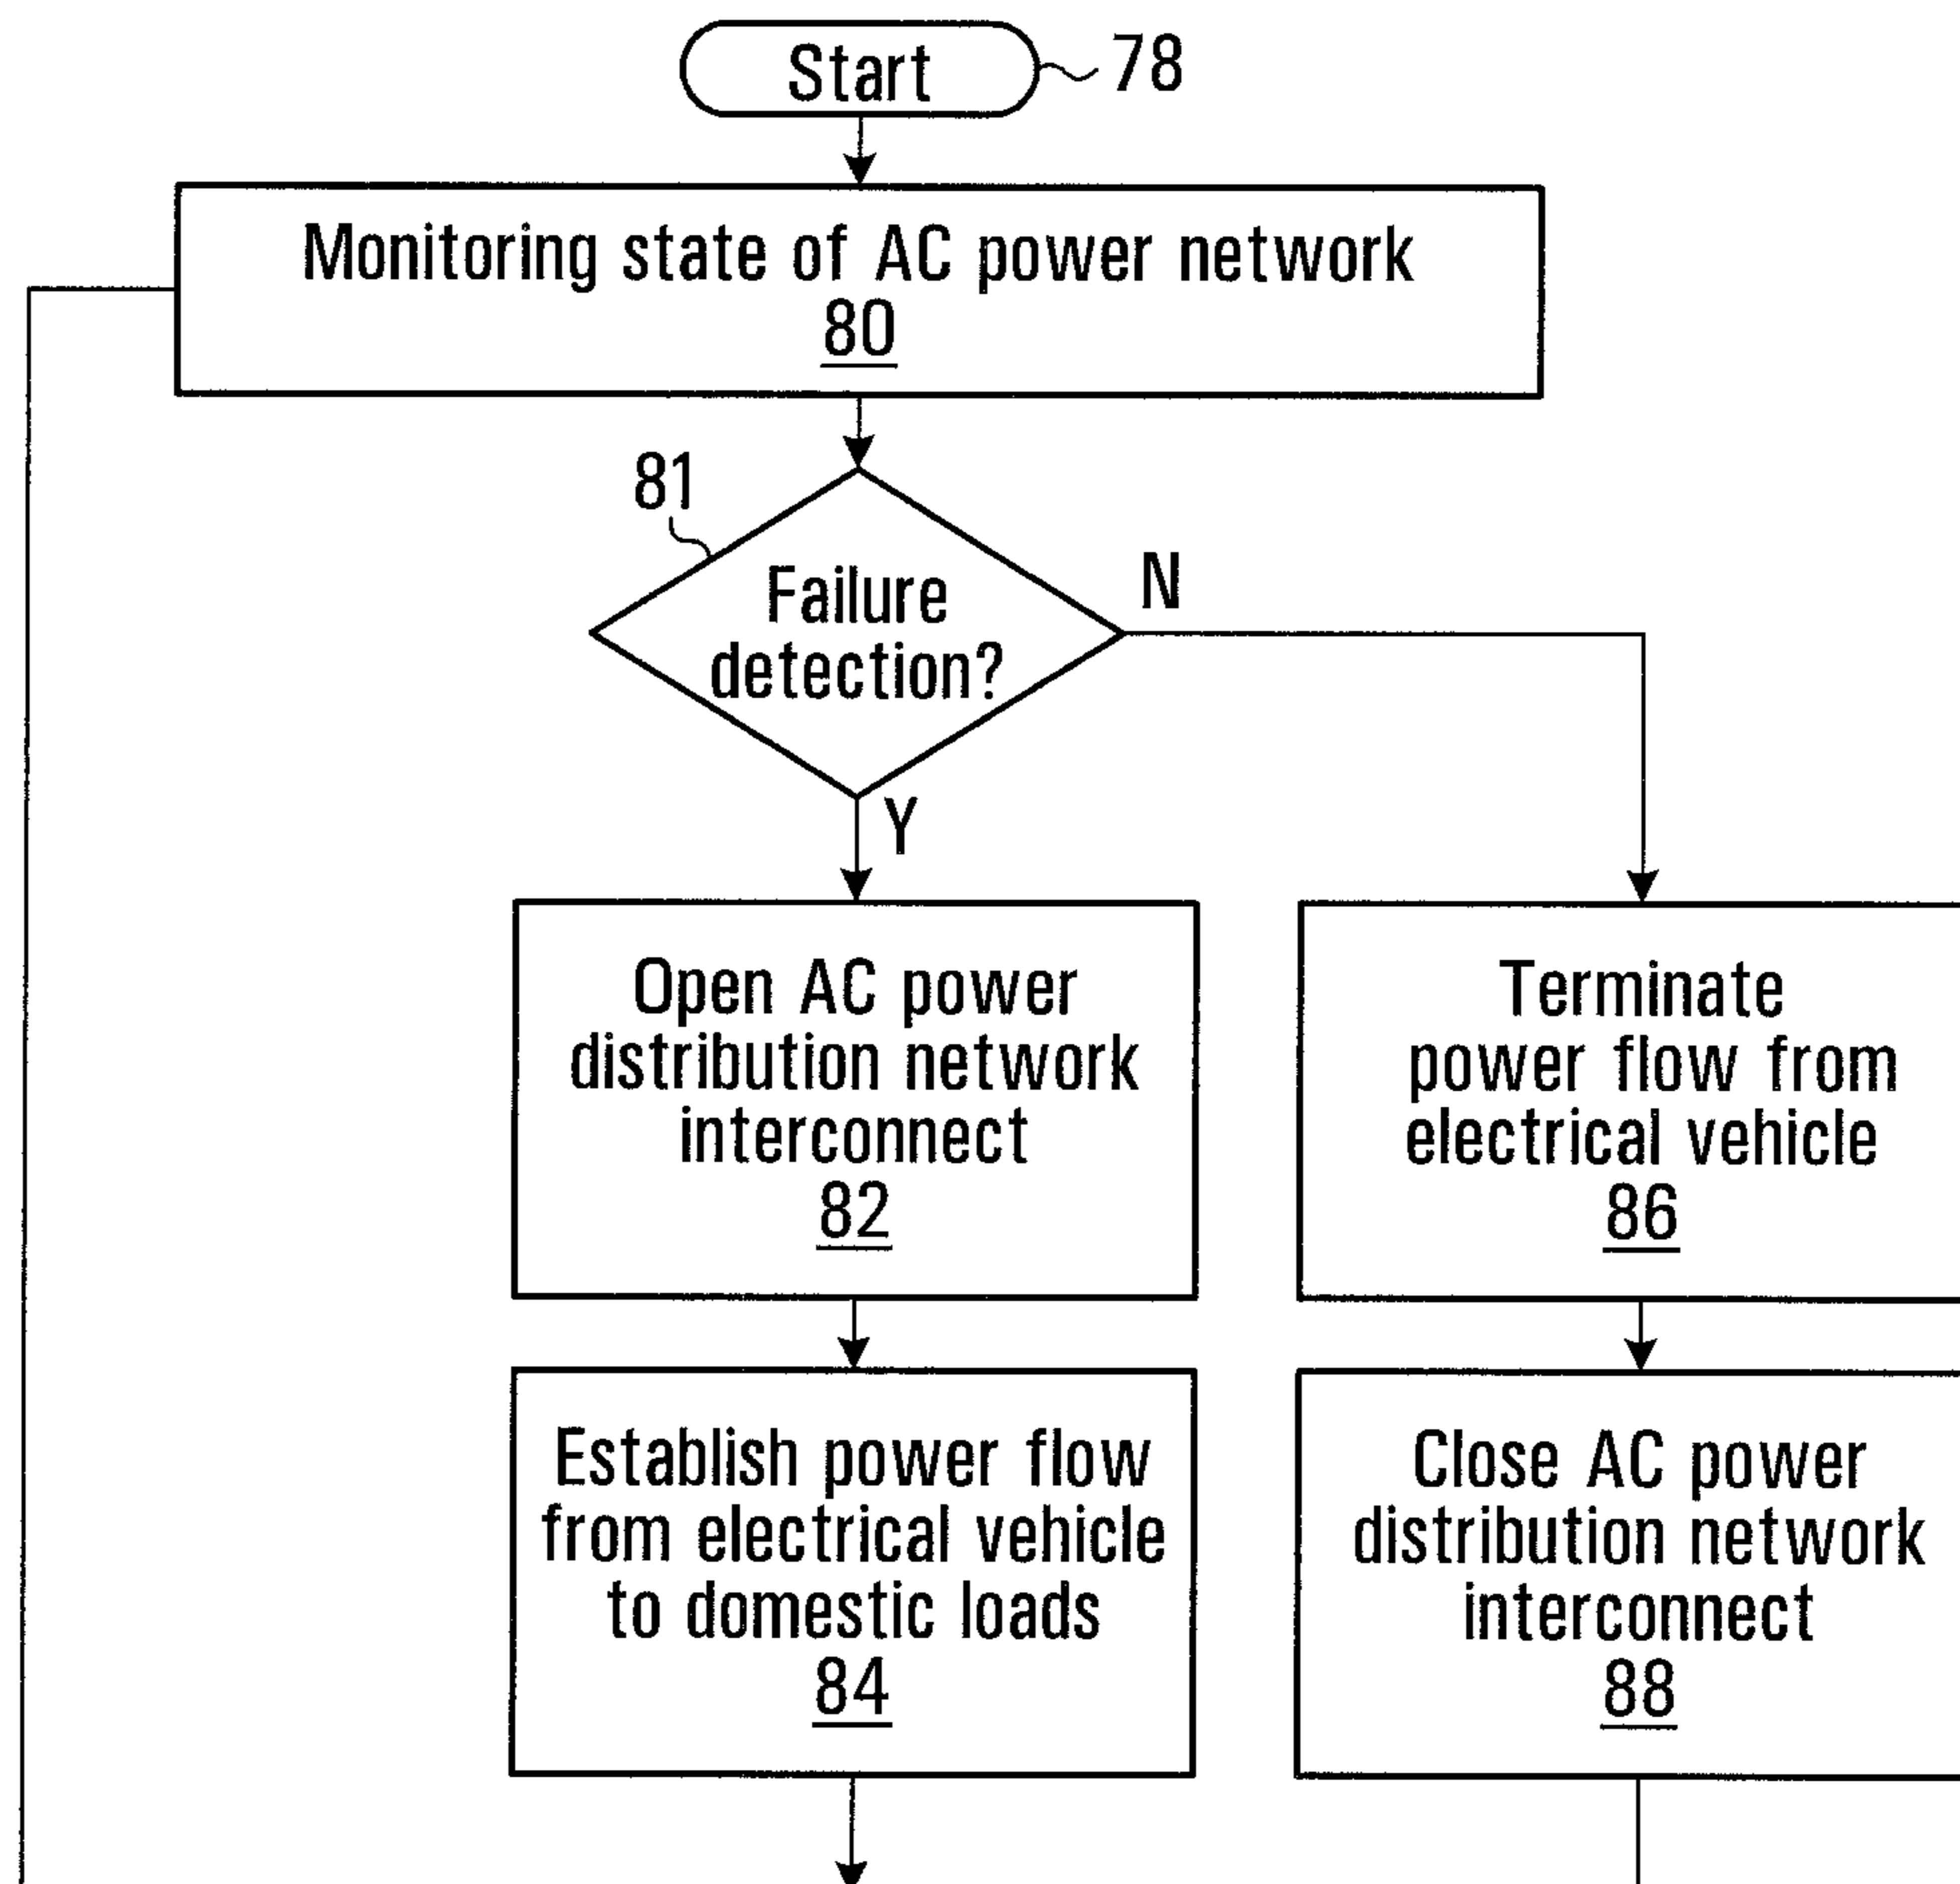 Start
78
Monitoring state of AC power network
80
81
Failure
detection?
N
Y
Open AC power
distribution network
interconnect
82
Terminate
power flow from
electrical vehicle
86
Establish power flow
from electrical vehicle
to domestic loads
84
Close AC power
distribution network
interconnect
88